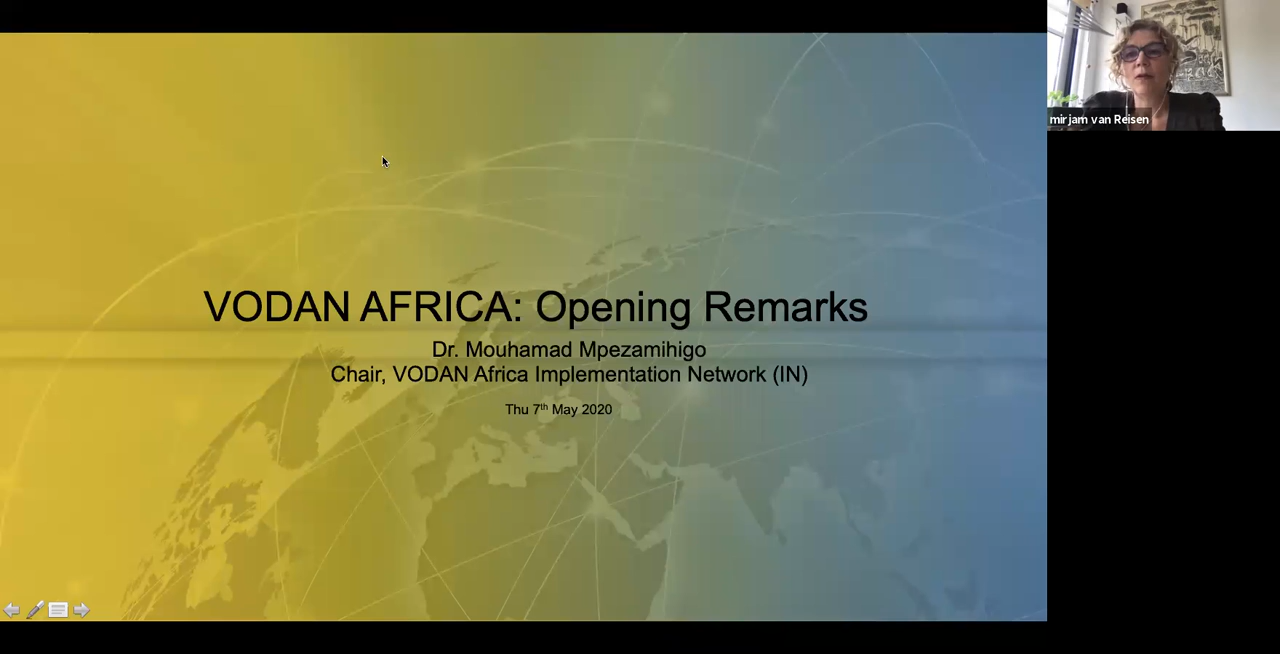 mirjam van Reisen
VODAN AFRICA: Opening Remarks
Dr. Mouhamad Mpezamihigo
Chair, VODAN Africa Implementation Network (IN)
Thu 7th May 2020